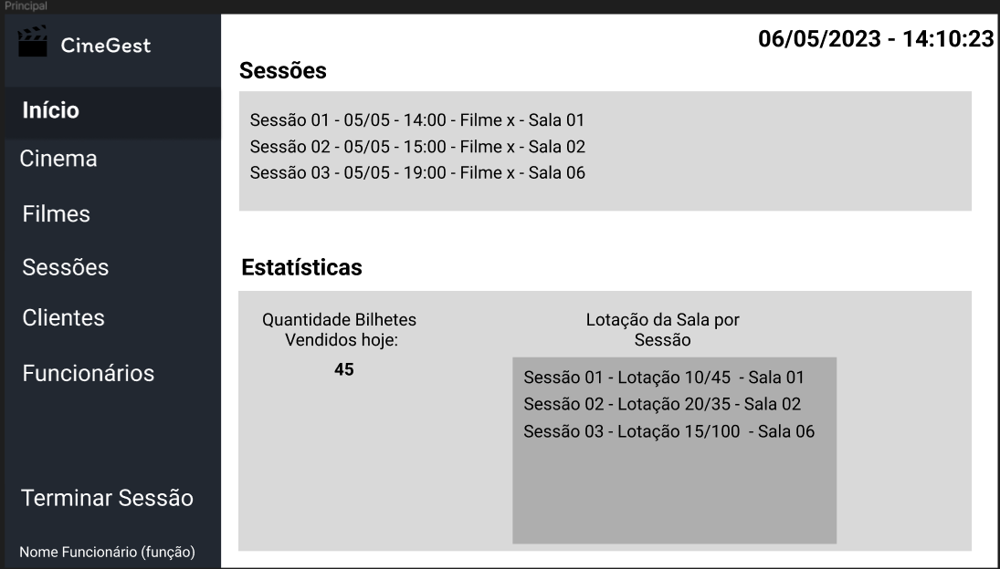 Principal
CineGest
Início
Cinema
Filmes
Sessões
Clientes
Funcionários
Terminar Sessão
Nome Funcionário (função)
06/05/2023 - 14:10:23
Sessões
Sessão 01 - 05/05 - 14:00 - Filme x - Sala 01
Sessão 02 - 05/05 - 15:00 - Filme x - Sala 02
Sessão 03 - 05/05 - 19:00 - Filme x - Sala 06
Estatísticas
Quantidade Bilhetes
Vendidos hoje:
45
Lotação da Sala por
Sessão
Sessão 01 - Lotação 10/45  - Sala 01
Sessão 02 - Lotação 20/35 - Sala 02
Sessão 03 - Lotação 15/100  - Sala 06